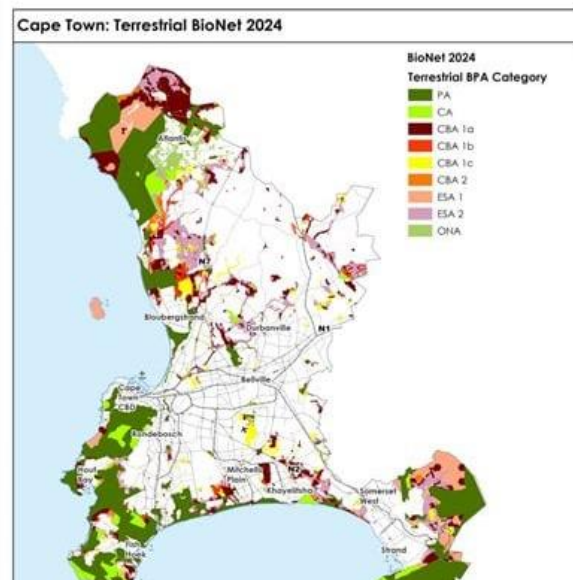 Cape Town: Terrestrial BioNet 2024
BioNet 2024
Terrestrial BPA Category
PA
CA
CBA 1a
CBA 1b
CBA 1c
CBA 2
ESA 1
ESA 2
ONA
Atlantis
N7
Bloubergstrand
Durbanville
N1
Bellville
Cape
Town
CBD
Rondebosch
Hout
Bay
Mitchells
Plain
N2
Khayelitsha
Somerset
West
Strand
Fish
Hoek